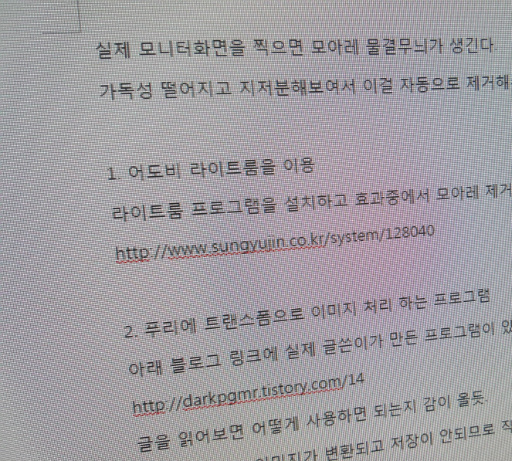 실제 모니터화면을 찍으면 모아레 물결무늬가 생긴다
가독성 떨어지고 지저분해보여서 이걸 자동으로 제거해
1. 어도비 라이트룸을 이용
라이트룸 프로그램을 설치하고 효과중에서 모아레 제거
http://www.sungyujin.co.kr/system/128040
2. 푸리에 트랜스폼으로 이미지 처리 하는 프로그램
아래 블로그 링크에 실제 글쓴이가 만든 프로그램이 있
http://darkpgmr.tistory.com/14
글을 읽어보면 어떻게 사용하면 되는지 감이 올듯.
이미지가 변환되고 저장이 안되므로 직